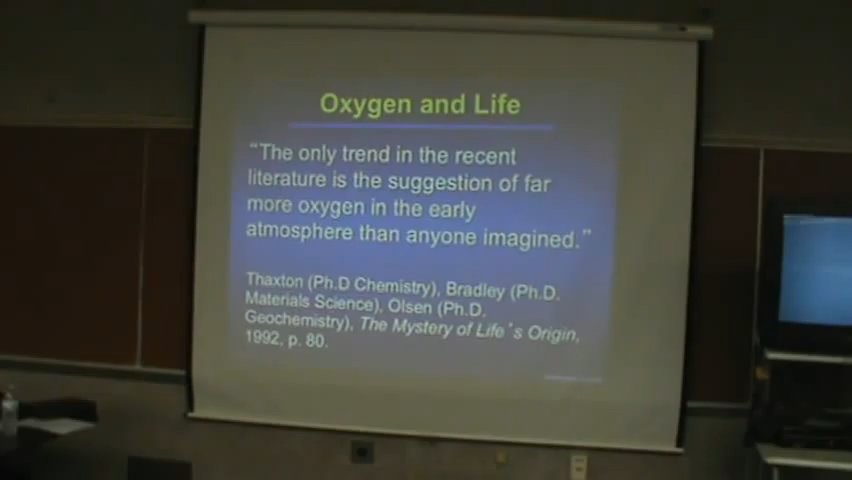 Oxygen and Life
“The only trend in the recent
literature is the suggestion of far
more oxygen in the early
atmosphere than anyone imagined.”
Thaxton (Ph.D Chemistry), Bradley (Ph.D.
Materials Science), Olsen (Ph.D.
Geochemistry), The Mystery of Life’s Origin,
1992, p. 80.